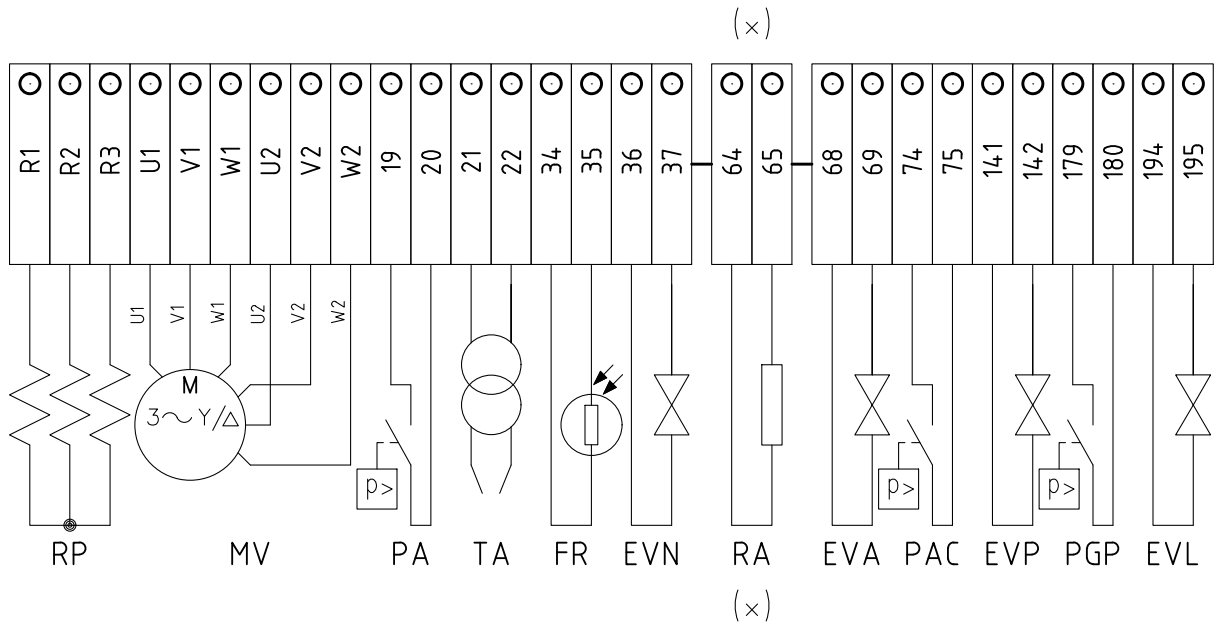 (x)
R1 R2 R3 U1 V1 W1 U2 V2 W2 19 20 21 22 34 35 36 37 64 65 68 69 74 75 141 142 179 180 194 195
U1 V1 W1 U2 V2 W2
M
3~ Y/△
p> p> p>
RP MV PA TA FR EVN RA EVA PAC EVP PGP EVL
(x)